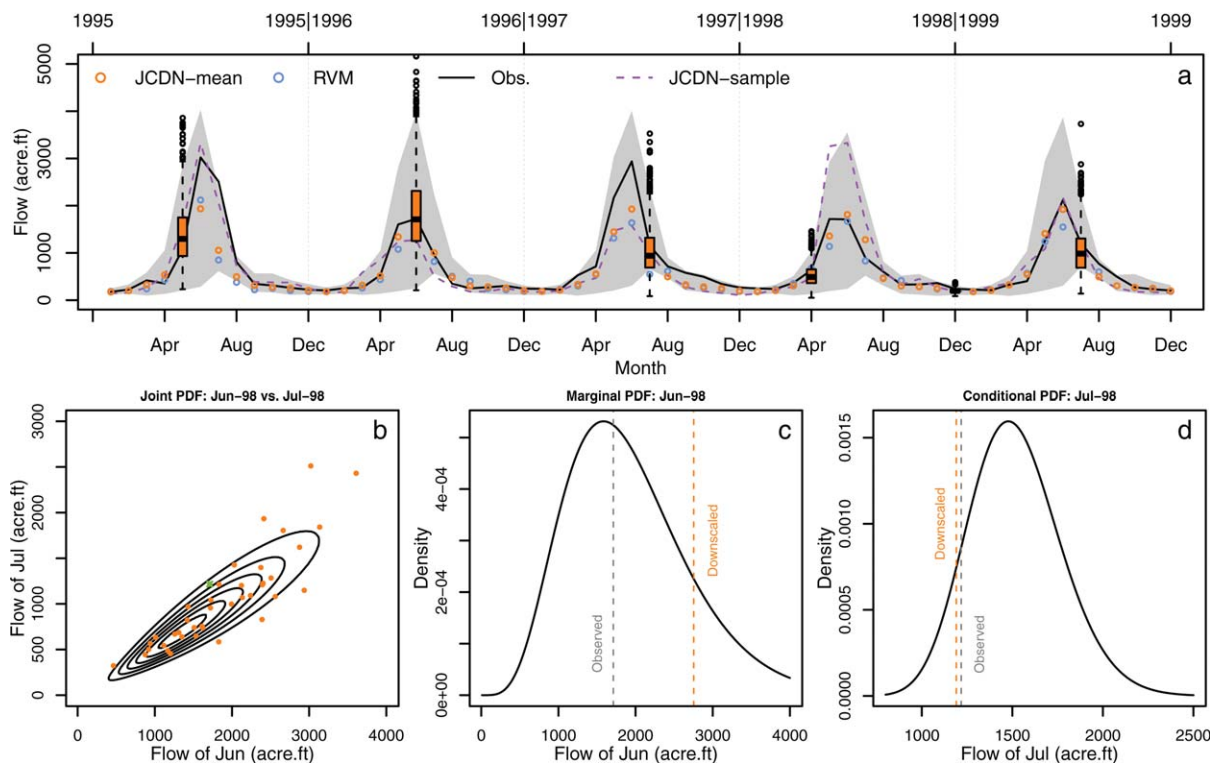 1995 1995|1996 1996|1997 1997|1998 1998|1999 1999
JCDN−mean RVM Obs. JCDN−sample a
Flow (acre.ft)
5000
3000
1000
0
Apr Aug Dec Apr Aug Dec Apr Aug Dec Apr Aug Dec Apr Aug Dec
Month
Joint PDF: Jun−98 vs. Jul−98
b
Flow of Jul (acre.ft)
3000
2000
1000
500
0
0 1000 2000 3000 4000
Flow of Jun (acre.ft)
Marginal PDF: Jun−98
c
Density
4e−04
2e−04
0e+00
Observed
Downscaled
0 1000 2000 3000 4000
Flow of Jun (acre.ft)
Conditional PDF: Jul−98
d
Density
0.0015
0.0010
0.0005
0.0000
Downscaled
Observed
1000 1500 2000 2500
Flow of Jul (acre.ft)